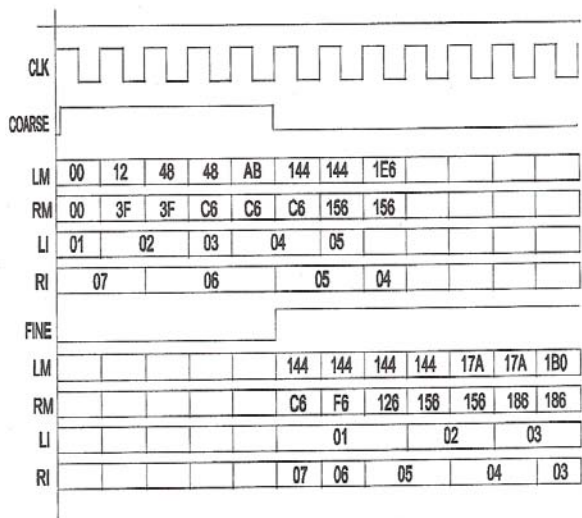 CLK
COARSE
LM 00 12 48 48 AB 144 144 1E6
RM 00 3F 3F C6 C6 C6 156 156
LI 01 02 03 04 05
RI 07 06 05 04
FINE
LM 144 144 144 144 17A 17A 1B0
RM C6 F6 126 156 156 186 186
LI 01 02 03
RI 07 06 05 04 03